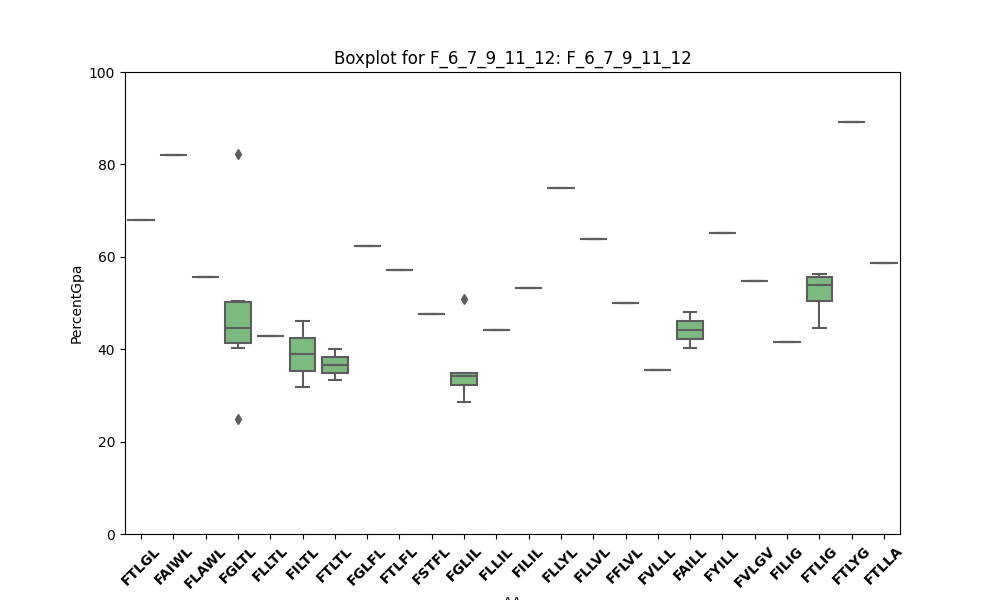 Boxplot for F_6_7_9_11_12: F_6_7_9_11_12
100
80
60
40
20
0
PercentGpa
FTLGL
FAIWL
FLAWL
FGLTL
FLLTL
FILTL
FTLTL
FGLFL
FTLFL
FSTFL
FGLIL
FLLIL
FILIL
FLLYL
FLLVL
FFLVL
FVLLL
FAILL
FYILL
FVLGV
FILIG
FTLIG
FTLYG
FTLLA